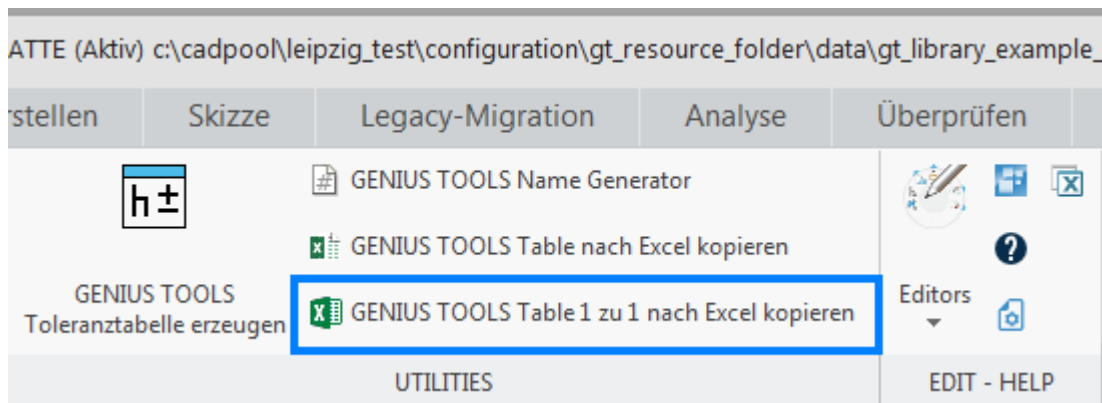 ATTE (Aktiv) c:\cadpool\leipzig_test\configuration\gt_resource_folder\data\gt_library_example_
rstellen Skizze Legacy-Migration Analyse Überprüfen
h±
GENIUS TOOLS
Toleranztabelle erzeugen
# GENIUS TOOLS Name Generator
GENIUS TOOLS Table nach Excel kopieren
GENIUS TOOLS Table 1 zu 1 nach Excel kopieren
Editors
UTILITIES
EDIT - HELP